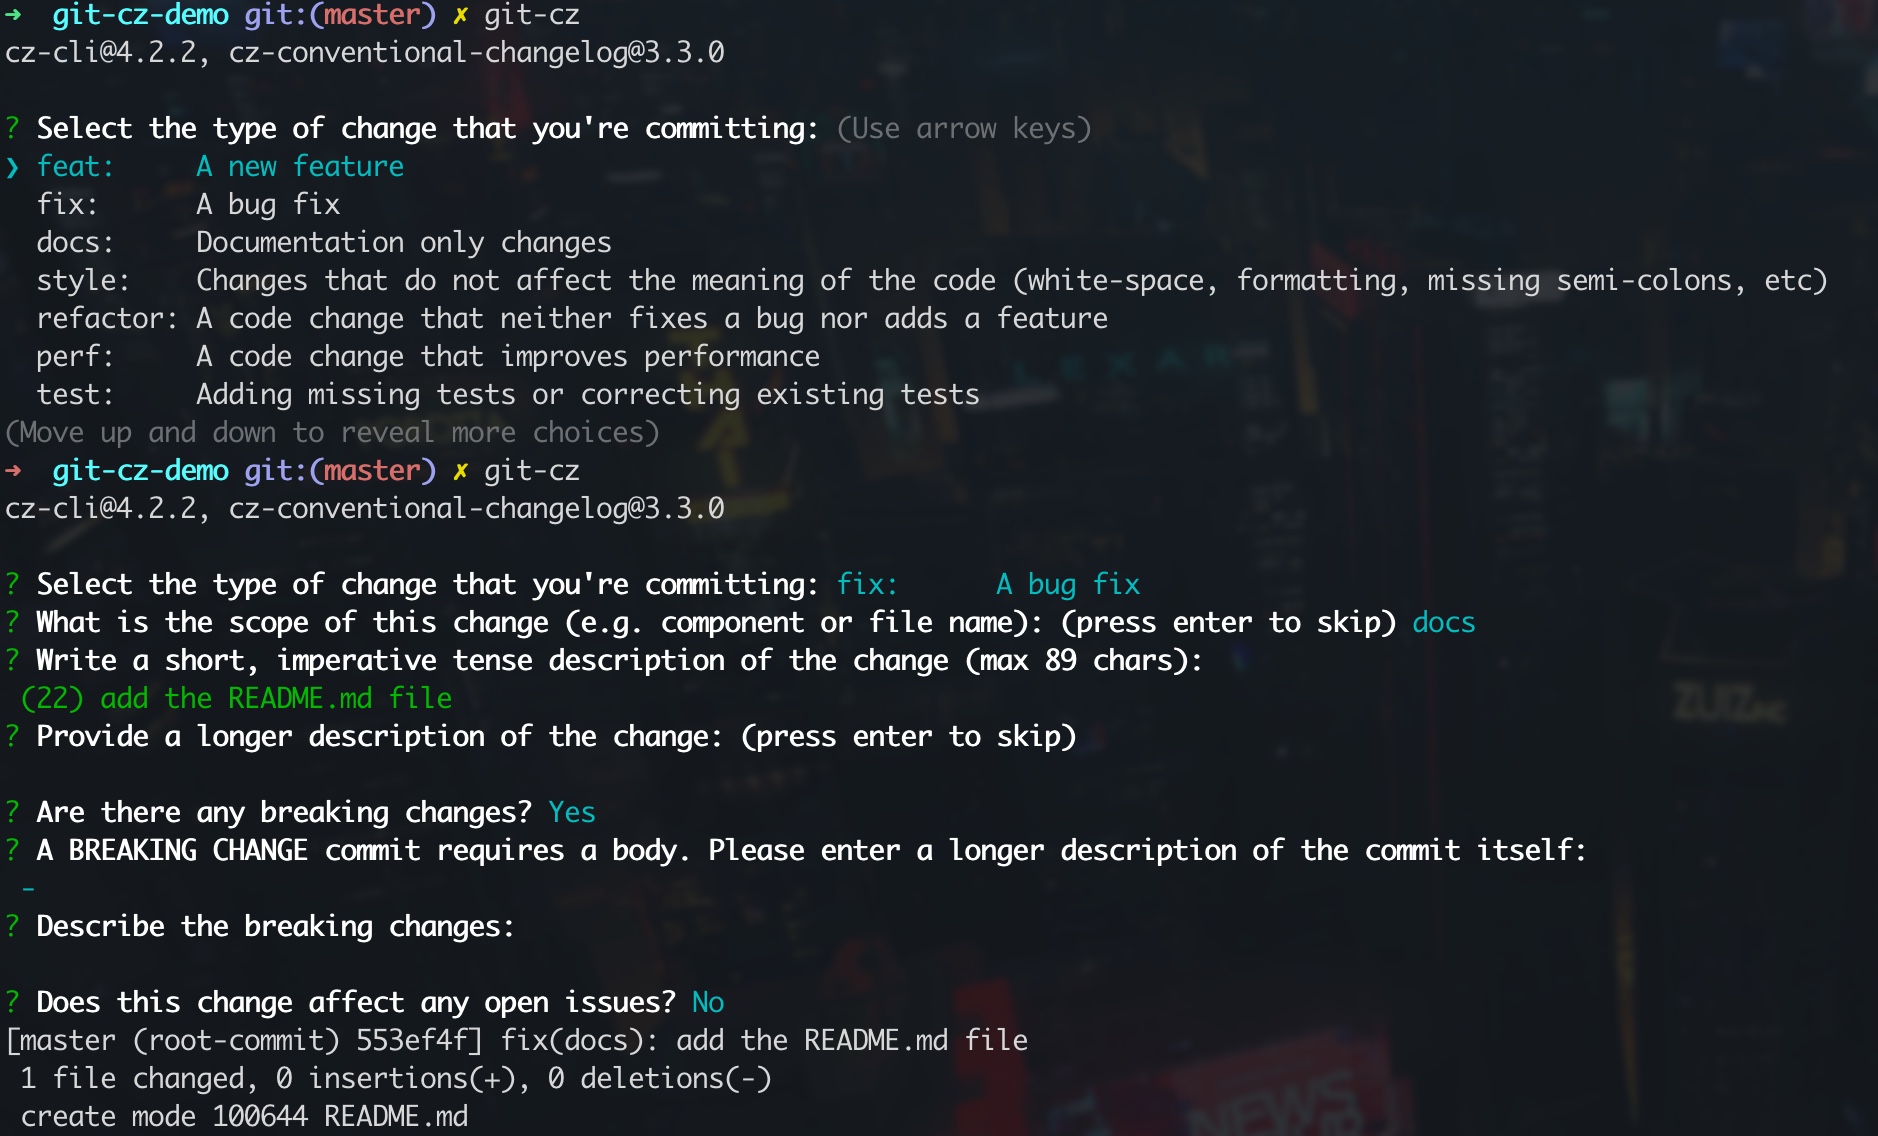 → git-cz-demo git:(master) ✗ git-cz
cz-cli@4.2.2, cz-conventional-changelog@3.3.0
? Select the type of change that you're committing: (Use arrow keys)
❯ feat:     A new feature
  fix:      A bug fix
  docs:     Documentation only changes
  style:    Changes that do not affect the meaning of the code (white-space, formatting, missing semi-colons, etc)
  refactor: A code change that neither fixes a bug nor adds a feature
  perf:     A code change that improves performance
  test:     Adding missing tests or correcting existing tests
(Move up and down to reveal more choices)
→ git-cz-demo git:(master) ✗ git-cz
cz-cli@4.2.2, cz-conventional-changelog@3.3.0
? Select the type of change that you're committing: fix:      A bug fix
? What is the scope of this change (e.g. component or file name): (press enter to skip) docs
? Write a short, imperative tense description of the change (max 89 chars):
 (22) add the README.md file
? Provide a longer description of the change: (press enter to skip)
? Are there any breaking changes? Yes
? A BREAKING CHANGE commit requires a body. Please enter a longer description of the commit itself:
 -
? Describe the breaking changes:
? Does this change affect any open issues? No
[master (root-commit) 553ef4f] fix(docs): add the README.md file
 1 file changed, 0 insertions(+), 0 deletions(-)
 create mode 100644 README.md
LEXAR
NEWS